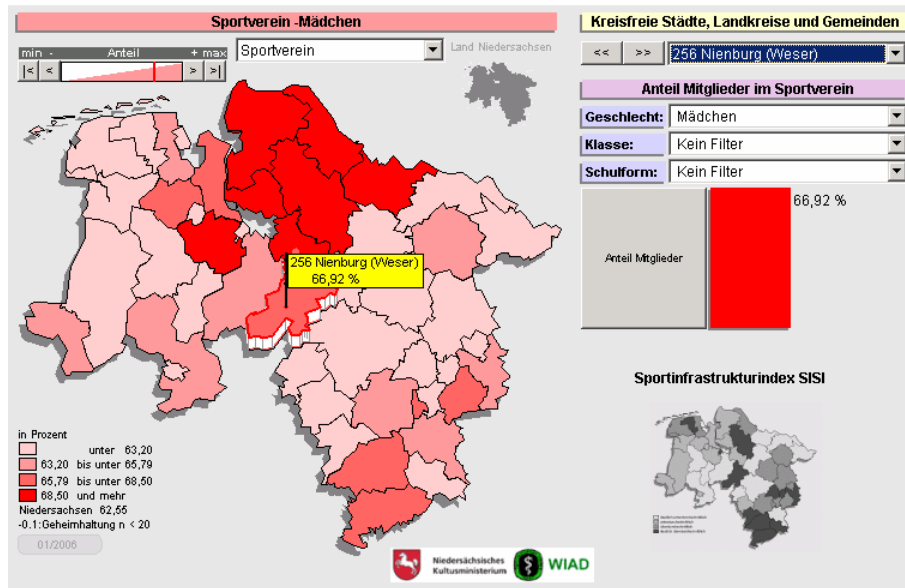 Sportverein -Mädchen
min - Anteil + max
|< < > >|
Sportverein
Land Niedersachsen
256 Nienburg (Weser)
66,92 %
in Prozent
unter 63,20
63,20 bis unter 65,79
65,79 bis unter 68,50
68,50 und mehr
Niedersachsen 62,55
-0.1:Geheimhaltung n < 20
01/2006
Kreisfreie Städte, Landkreise und Gemeinden
<< >> 256 Nienburg (Weser)
Anteil Mitglieder im Sportverein
Geschlecht: Mädchen
Klasse: Kein Filter
Schulform: Kein Filter
66,92 %
Anteil Mitglieder
Sportinfrastrukturindex SISI
Niedersächsisches
Kultusministerium
WIAD